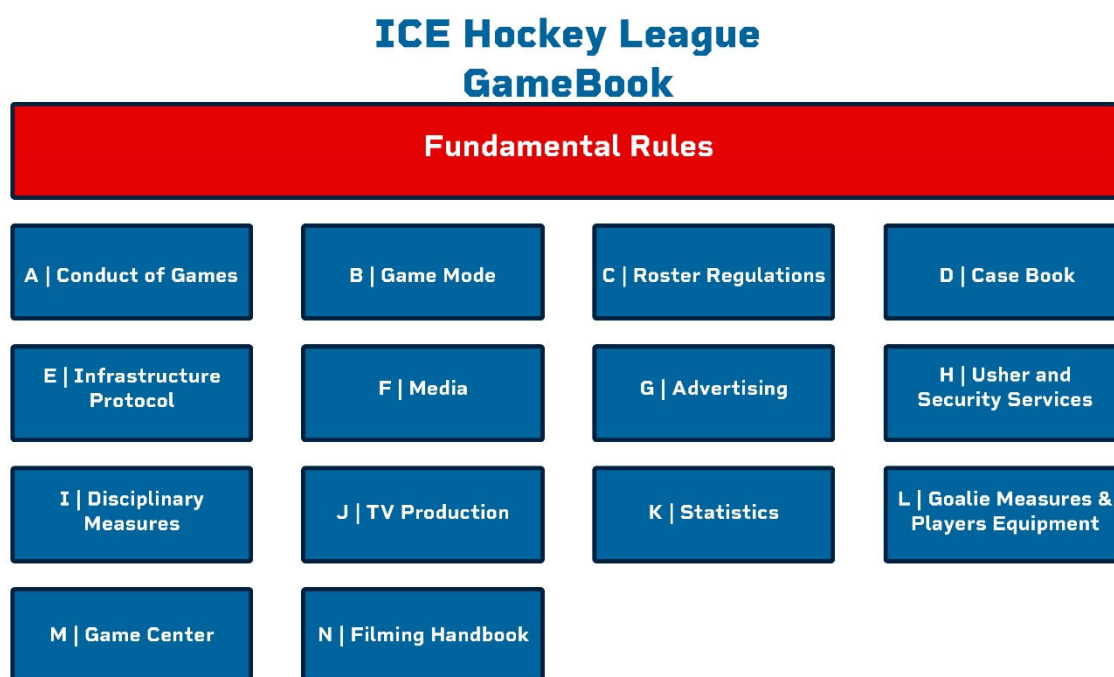 ICE Hockey League
GameBook
Fundamental Rules
A | Conduct of Games
B | Game Mode
C | Roster Regulations
D | Case Book
E | Infrastructure
Protocol
F | Media
G | Advertising
H | Usher and
Security Services
I | Disciplinary
Measures
J | TV Production
K | Statistics
L | Goalie Measures &
Players Equipment
M | Game Center
N | Filming Handbook